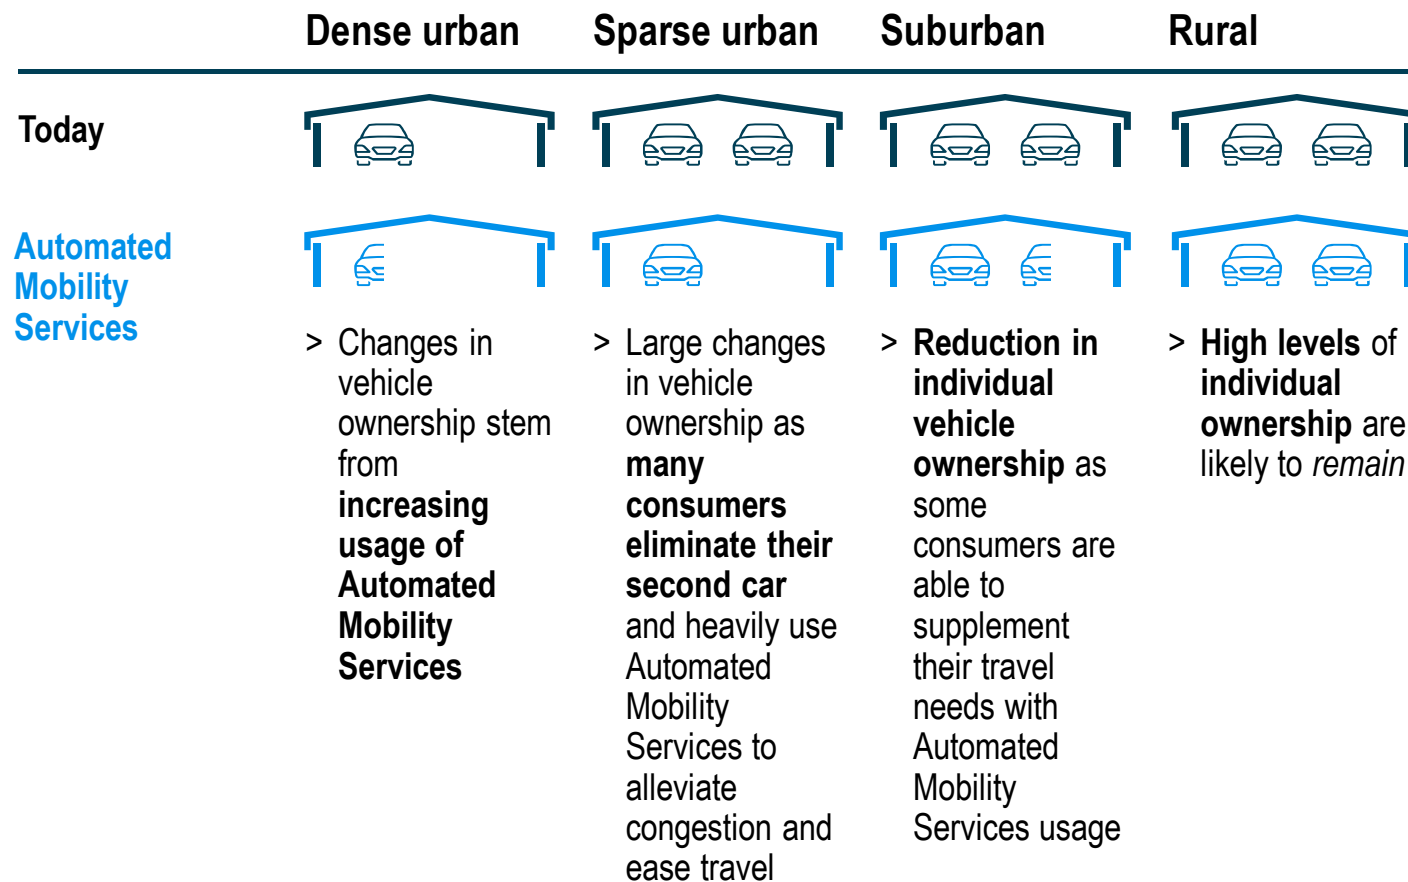 Dense urban
Sparse urban
Suburban
Rural
Today
Automated
Mobility
Services
> Changes in
vehicle
ownership stem
from
increasing
usage of
Automated
Mobility
Services
> Large changes
in vehicle
ownership as
many
consumers
eliminate their
second car
and heavily use
Automated
Mobility
Services to
alleviate
congestion and
ease travel
> Reduction in
individual
vehicle
ownership as
some
consumers are
able to
supplement
their travel
needs with
Automated
Mobility
Services usage
> High levels of
individual
ownership are
likely to remain